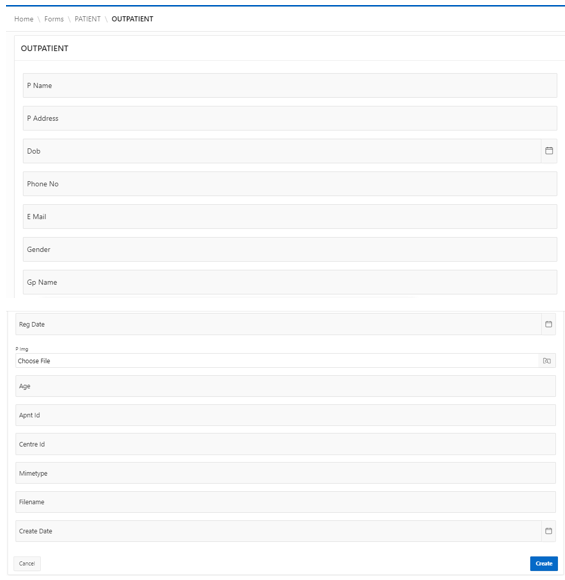 Home \ Forms \ PATIENT \ OUTPATIENT
OUTPATIENT
P Name
P Address
Dob
Phone No
E Mail
Gender
Gp Name
Reg Date
P Img
Choose File
Age
Apnt Id
Centre Id
Mimetype
Filename
Create Date
Cancel
Create